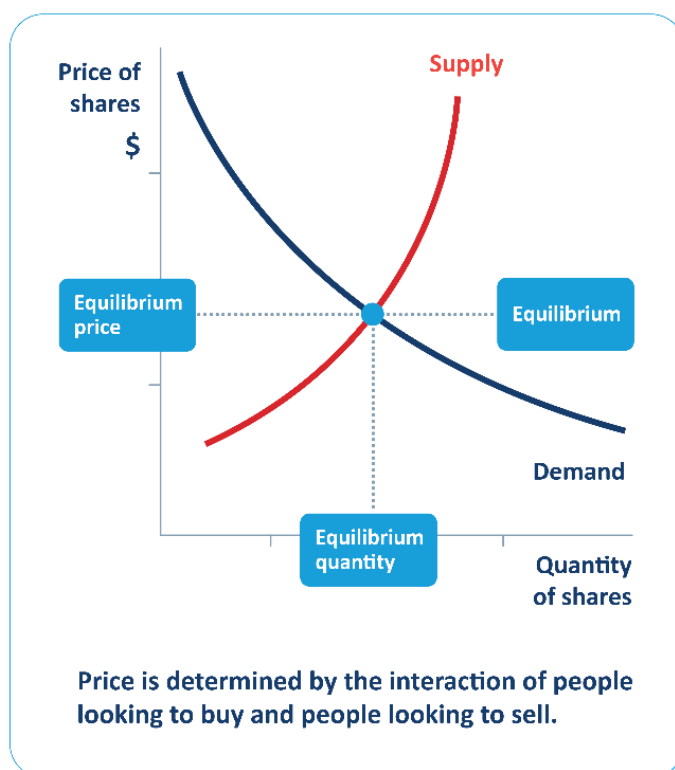 Price of
shares
$
Supply
Equilibrium
price
Equilibrium
Demand
Equilibrium
quantity
Quantity
of shares
Price is determined by the interaction of people
looking to buy and people looking to sell.